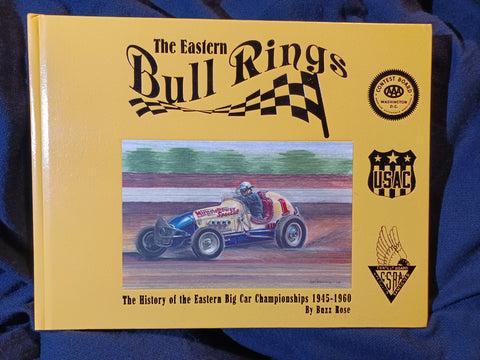 The Eastern
Bull Rings
CONTEST BOARD
AAA
WASHINGTON
D.C.
USAC
1
The History of the Eastern Big Car Championships 1945-1960
By Buzz Rose